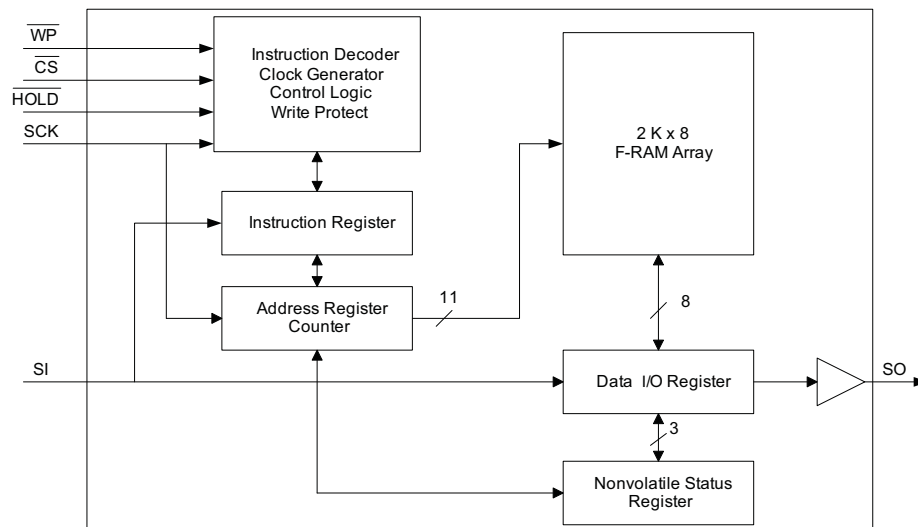 WP
CS
HOLD
SCK
Instruction Decoder
Clock Generator
Control Logic
Write Protect
2 K x 8
F-RAM Array
Instruction Register
Address Register
Counter
11
8
SI
Data I/O Register
SO
3
Nonvolatile Status
Register